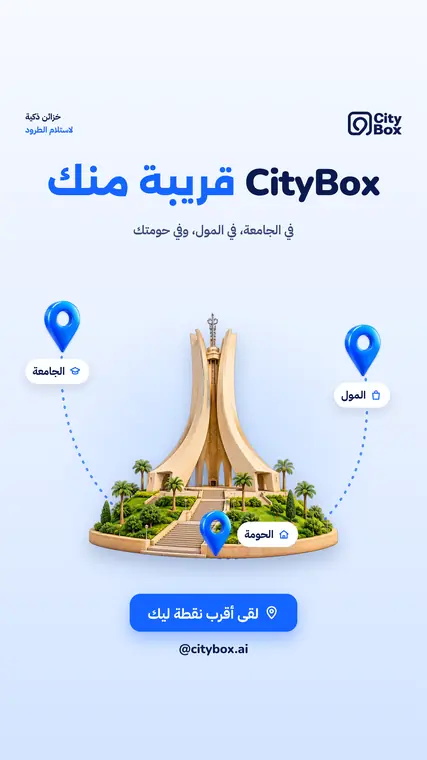 خزائن ذكية
لاستلام الطرود
City
Box
CityBox قريبة منك
في الجامعة، في المول، وفي حومتك
الجامعة
المول
الحومة
لقى أقرب نقطة ليك
@citybox.ai